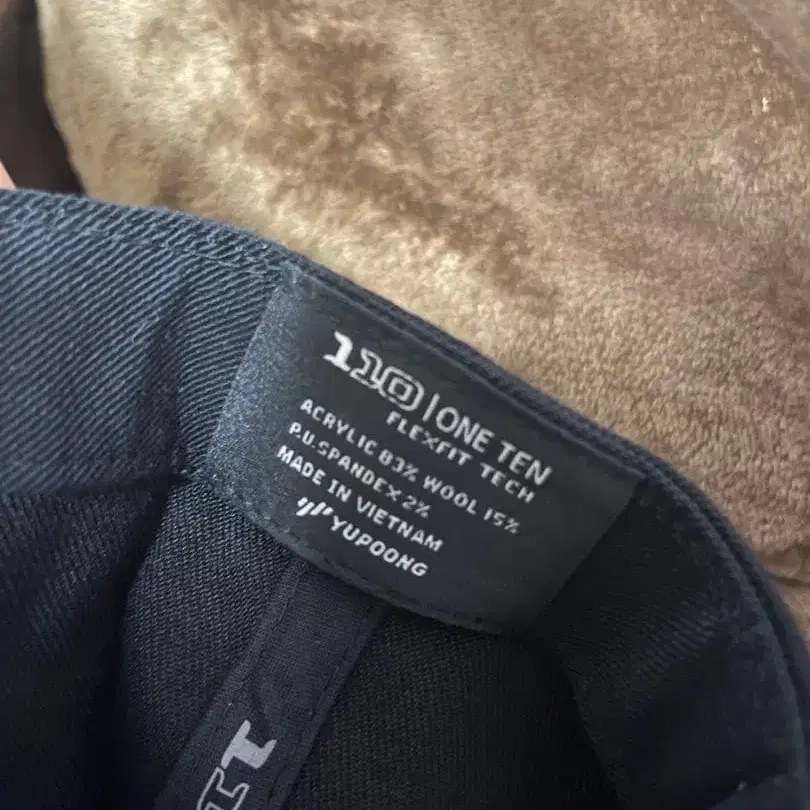 110 | ONE TEN
FLEXFIT TECH
ACRYLIC 83% WOOL 15%
P.U.SPANDEX 2%
MADE IN VIETNAM
YUPOONG